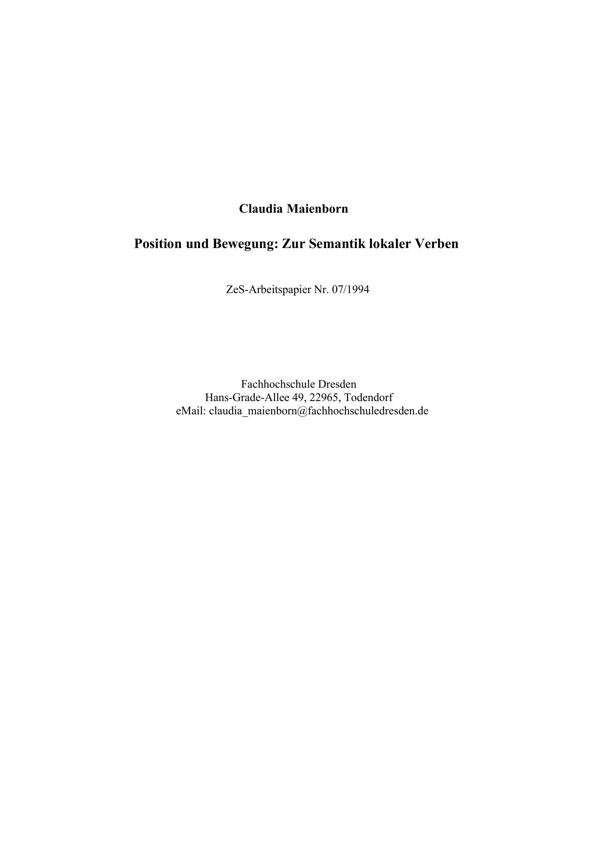 Claudia Maienborn
Position und Bewegung: Zur Semantik lokaler Verben
ZeS-Arbeitspapier Nr. 07/1994
Fachhochschule Dresden
Hans-Grade-Allee 49, 22965, Todendorf
eMail: claudia_maienborn@fachhochschuledresden.de